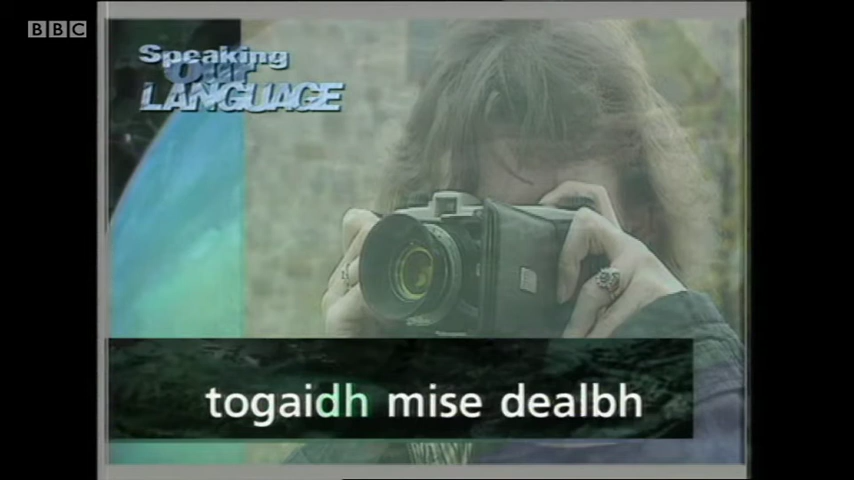 BBC
Speaking
our
LANGUAGE
togaidh mise dealbh